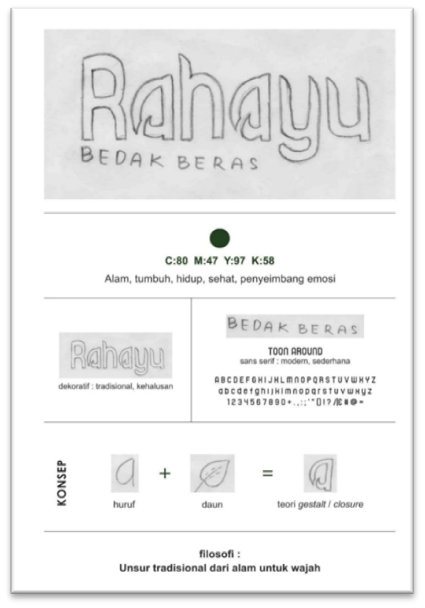 Rahayu
BEDAK BERAS
C:80 M:47 Y:97 K:58
Alam, tumbuh, hidup, sehat, penyeimbang emosi
Rahayu
dekoratif : tradisional, kehalusan
BEDAK BERAS
TOON AROUND
sans serif : modern, sederhana
ABCDEFGHIJKLMNOPQRSTUVWXYZ
abcdefghijklmnopqrstuvwxyz
KONSEP
a
+
=
huruf
daun
teori gestalt / closure
filosofi :
Unsur tradisional dari alam untuk wajah